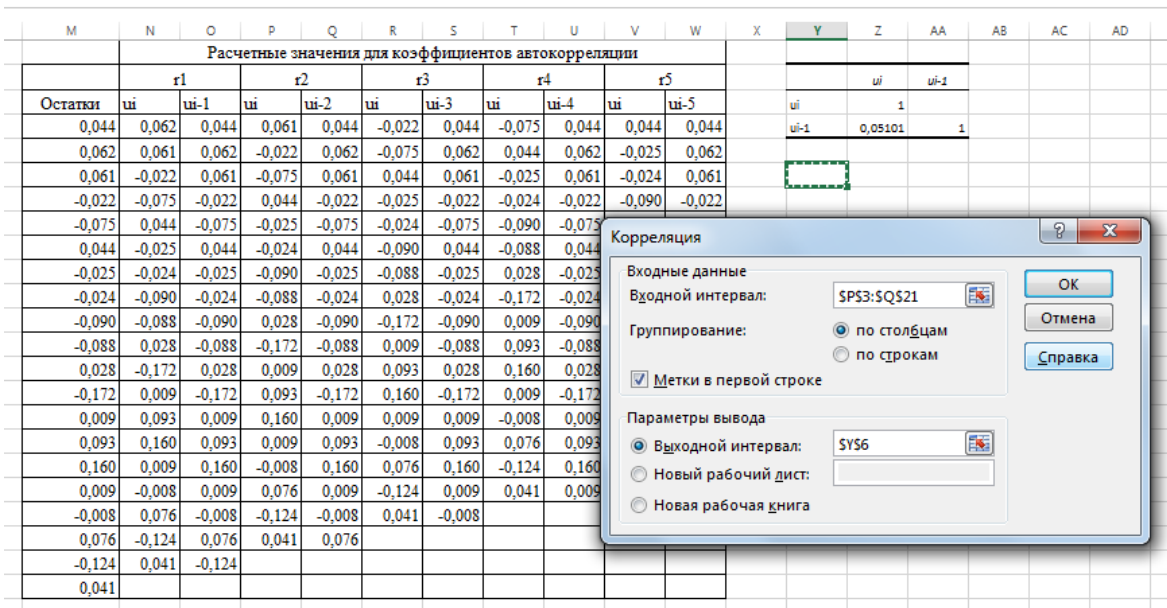 M N O P Q R S T U V W X Y Z AA AB AC AD
Расчетные значения для коэффициентов автокорреляции
r1 r2 r3 r4 r5 ui ui-1
Остатки ui ui-1 ui ui-2 ui ui-3 ui ui-4 ui ui-5 ui 1
0,044 0,062 0,044 0,061 0,044 -0,022 0,044 -0,075 0,044 0,044 0,044 ui-1 0,05101 1
0,062 0,061 0,062 -0,022 0,062 -0,075 0,062 0,044 0,062 -0,025 0,062
0,061 -0,022 0,061 -0,075 0,061 0,044 0,061 -0,025 0,061 -0,024 0,061
-0,022 -0,075 -0,022 0,044 -0,022 -0,025 -0,022 -0,024 -0,022 -0,090 -0,022
-0,075 0,044 -0,075 -0,025 -0,075 -0,024 -0,075 -0,090 -0,075
0,044 -0,025 0,044 -0,024 0,044 -0,090 0,044 -0,088 0,044
-0,025 -0,024 -0,025 -0,090 -0,025 -0,088 -0,025 0,028 -0,025
-0,024 -0,090 -0,024 -0,088 -0,024 0,028 -0,024 -0,172 -0,024
-0,090 -0,088 -0,090 0,028 -0,090 -0,172 -0,090 0,009 -0,090
-0,088 0,028 -0,088 -0,172 -0,088 0,009 -0,088 0,093 -0,088
0,028 -0,172 0,028 0,009 0,028 0,093 0,028 0,160 0,028
-0,172 0,009 -0,172 0,093 -0,172 0,160 -0,172 0,009 -0,172
0,009 0,093 0,009 0,160 0,009 0,009 0,009 -0,008 0,009
0,093 0,160 0,093 0,009 0,093 -0,008 0,093 0,076 0,093
0,160 0,009 0,160 -0,008 0,160 0,076 0,160 -0,124 0,160
0,009 -0,008 0,009 0,076 0,009 -0,124 0,009 0,041 0,009
-0,008 0,076 -0,008 -0,124 -0,008 0,041 -0,008
0,076 -0,124 0,076 0,041 0,076
-0,124 0,041 -0,124
0,041
Корреляция
Входные данные
Входной интервал: $P$3:$Q$21
Группирование: по столбцам
по строкам
Метки в первой строке
Параметры вывода
Выходной интервал: $Y$6
Новый рабочий лист:
Новая рабочая книга
OK
Отмена
Справка